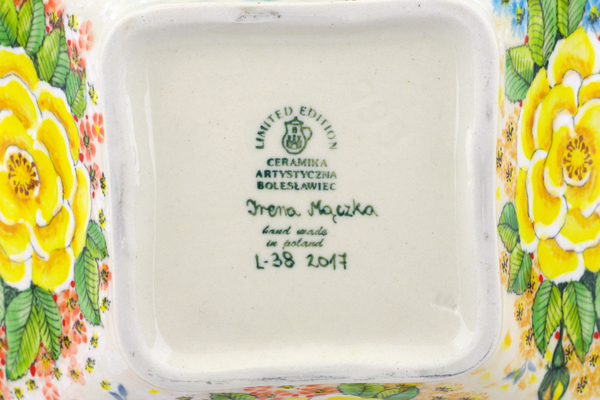 LIMITED EDITION
CERAMIKA
ARTYSTYCZNA
BOLESŁAWIEC
Irena Mączka
hand made
in poland
L-38 2017